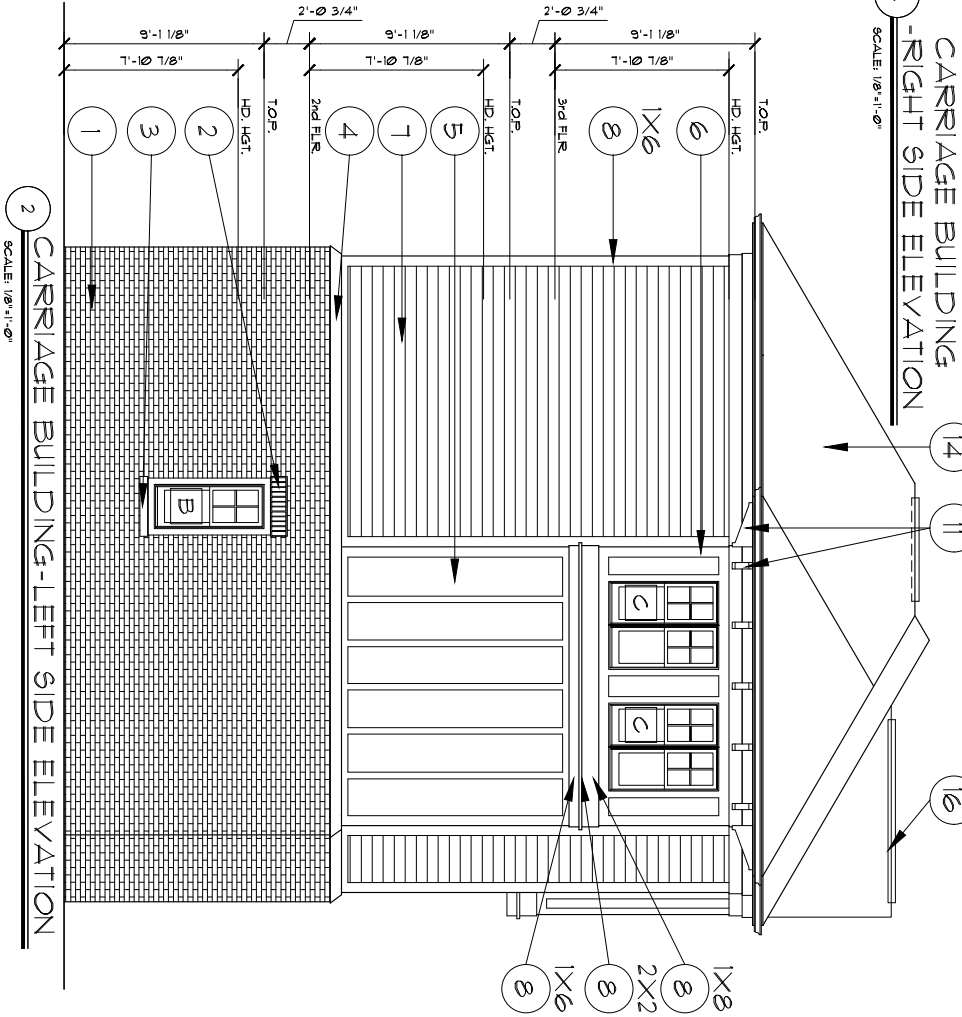 CARRIAGE BUILDING
-RIGHT SIDE ELEVATION
SCALE: 1/8"=1'-0"
14
11
16
T.O.P.
HD. HGT.
9'-1 1/8"
7'-10 7/8"
6
1X6
8
3rd FLR.
2'-0 3/4"
T.O.P.
HD. HGT.
9'-1 1/8"
7'-10 7/8"
5
7
4
2nd FLR.
2'-0 3/4"
T.O.P.
HD. HGT.
9'-1 1/8"
7'-10 7/8"
2
3
1
C
C
B
1X8
8
2X2
8
1X6
8
2
CARRIAGE BUILDING-LEFT SIDE ELEVATION
SCALE: 1/8"=1'-0"